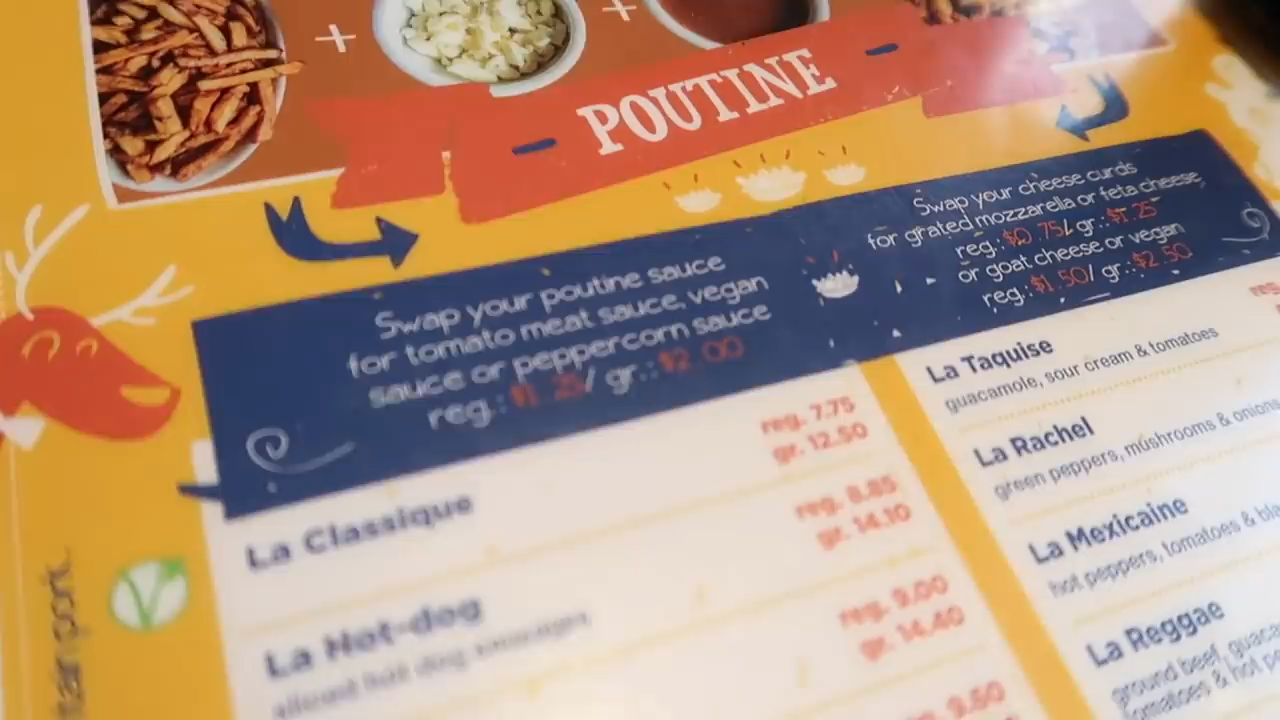 +
+
POUTINE
Swap your poutine sauce
for tomato meat sauce, vegan
sauce or peppercorn sauce
reg.: $1.25/ gr.: $2.00
Swap your cheese curds
for grated mozzarella or feta cheese
reg.: $0.75/ gr.: $1.25
or goat cheese or vegan
reg.: $1.50/ gr.: $2.50
La Classique
reg. 7.75
gr. 12.50
La Hot-dog
sliced hot dog sausages
reg. 8.85
gr. 14.10
reg. 9.00
gr. 14.40
reg. 9.60
La Taquise
guacamole, sour cream & tomatoes
reg.
La Rachel
green peppers, mushrooms & onions
La Mexicaine
hot peppers, tomatoes &
La Reggae
ground beef,
tomatoes & hot